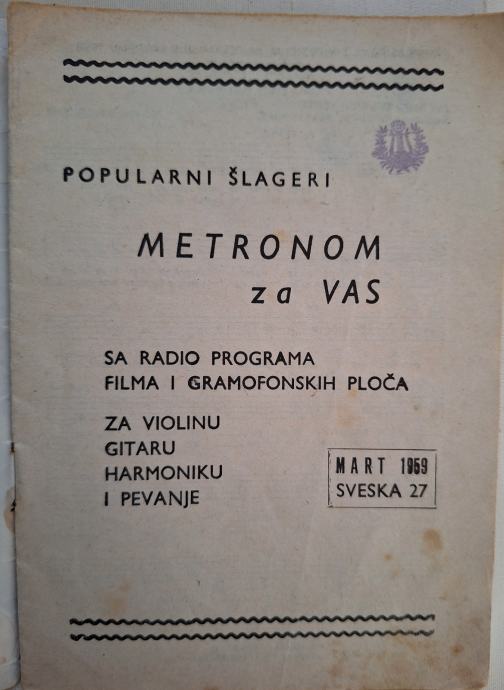 POPULARNI ŠLAGERI
METRONOM
za VAS
SA RADIO PROGRAMA
FILMA I GRAMOFONSKIH PLOČA
ZA VIOLINU
GITARU
HARMONIKU
I PEVANJE
MART 1959
SVESKA 27